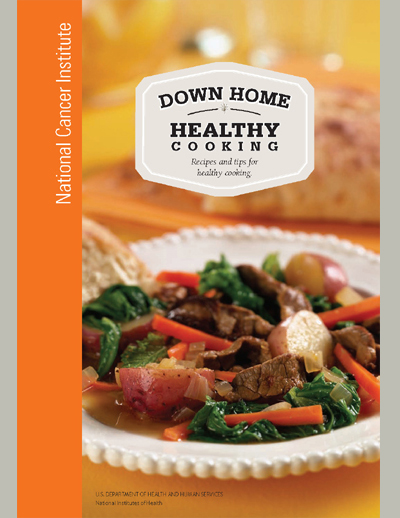 National Cancer Institute
DOWN HOME
HEALTHY
COOKING
Recipes and tips for
healthy cooking.
U.S. DEPARTMENT OF HEALTH AND HUMAN SERVICES
National Institutes of Health